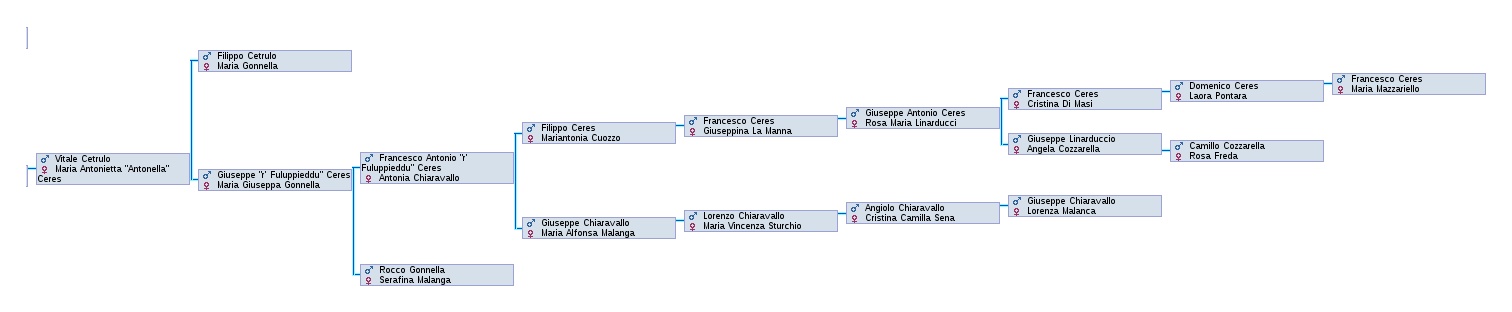 Vitale Cetrulo
Maria Antonietta "Antonella"
Ceres
Filippo Cetrulo
Maria Gonnella
Giuseppe "r' Fuluppieddu" Ceres
Maria Giuseppa Gonnella
Francesco Antonio "r'
Fuluppieddu" Ceres
Antonia Chiaravallo
Rocco Gonnella
Serafina Malanga
Filippo Ceres
Mariantonia Cuozzo
Giuseppe Chiaravallo
Maria Alfonsa Malanga
Francesco Ceres
Giuseppina La Manna
Lorenzo Chiaravallo
Maria Vincenza Sturchio
Giuseppe Antonio Ceres
Rosa Maria Linarducci
Angiolo Chiaravallo
Cristina Camilla Sena
Francesco Ceres
Cristina Di Masi
Giuseppe Linarduccio
Angela Cozzarella
Giuseppe Chiaravallo
Lorenza Malanca
Domenico Ceres
Laora Pontara
Camillo Cozzarella
Rosa Freda
Francesco Ceres
Maria Mazzariello